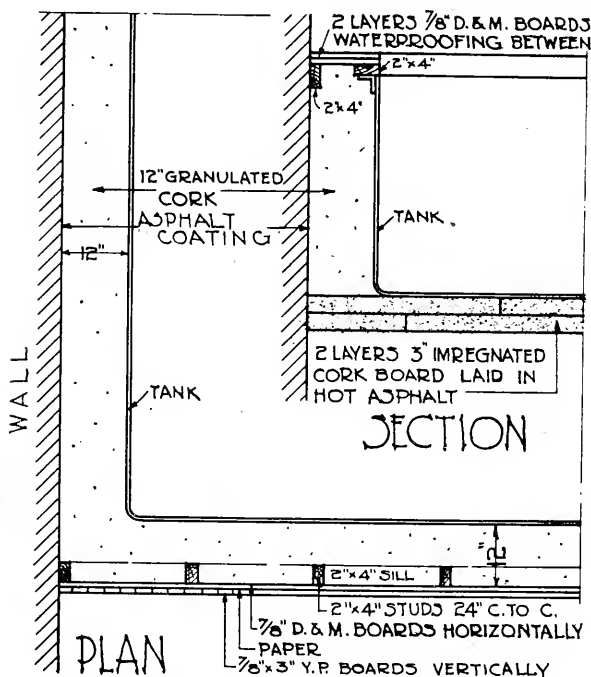 2 LAYERS 7/8" D. & M. BOARDS
WATERPROOFING BETWEEN
2"x4"
2"x4"
12" GRANULATED
CORK
ASPHALT
COATING
12"
TANK
TANK
WALL
2 LAYERS 3" IMREGNATED
CORK BOARD LAID IN
HOT ASPHALT
SECTION
12"
2"x4" SILL
2"x4" STUDS 24" C. TO C.
7/8" D. & M. BOARDS HORIZONTALLY
PAPER
7/8"x3" Y.P. BOARDS VERTICALLY
PLAN